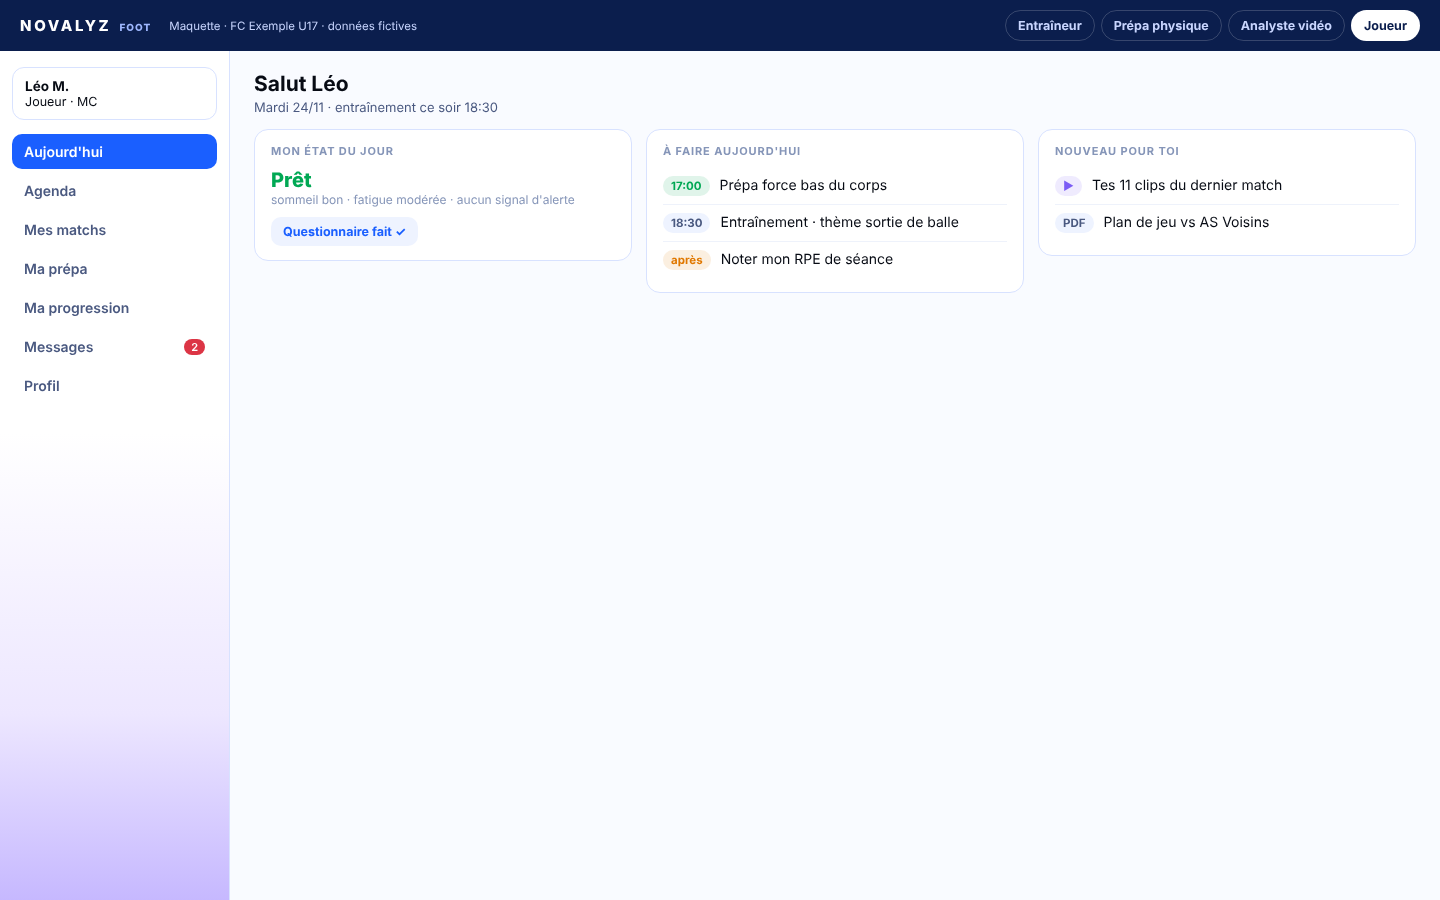 NOVALYZ FOOT Maquette · FC Exemple U17 · données fictives
Entraîneur Prépa physique Analyste vidéo Joueur
Léo M.
Joueur · MC
Aujourd'hui
Agenda
Mes matchs
Ma prépa
Ma progression
Messages 2
Profil
Salut Léo
Mardi 24/11 · entraînement ce soir 18:30
MON ÉTAT DU JOUR
Prêt
sommeil bon · fatigue modérée · aucun signal d'alerte
Questionnaire fait ✓
À FAIRE AUJOURD'HUI
17:00 Prépa force bas du corps
18:30 Entraînement · thème sortie de balle
après Noter mon RPE de séance
NOUVEAU POUR TOI
▶ Tes 11 clips du dernier match
PDF Plan de jeu vs AS Voisins